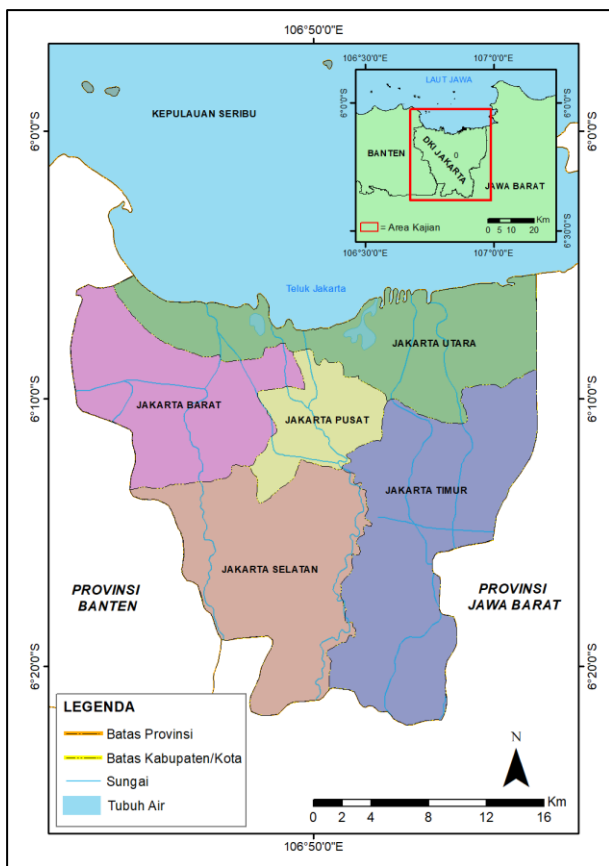 106°50'0"E
106°30'0"E
107°0'0"E
LAUT JAWA
6°0'0"S
6°0'0"S
6°0'0"S
KEPULAUAN SERIBU
BANTEN
DKI JAKARTA
JAWA BARAT
Km
0 5 10 20
= Area Kajian
6°30'0"S
6°30'0"S
106°30'0"E
107°0'0"E
Teluk Jakarta
JAKARTA UTARA
6°10'0"S
6°10'0"S
JAKARTA BARAT
JAKARTA PUSAT
JAKARTA TIMUR
JAKARTA SELATAN
PROVINSI
BANTEN
PROVINSI
JAWA BARAT
6°20'0"S
6°20'0"S
LEGENDA
Batas Provinsi
Batas Kabupaten/Kota
Sungai
Tubuh Air
N
Km
0 2 4 8 12 16
106°50'0"E